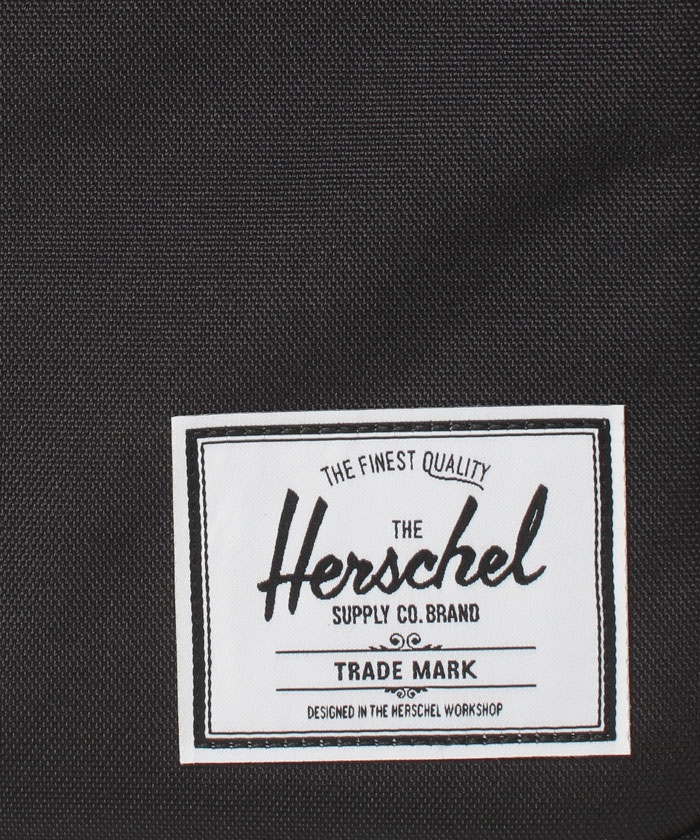 THE FINEST QUALITY
THE
Herschel
SUPPLY CO. BRAND
TRADE MARK
DESIGNED IN THE HERSCHEL WORKSHOP